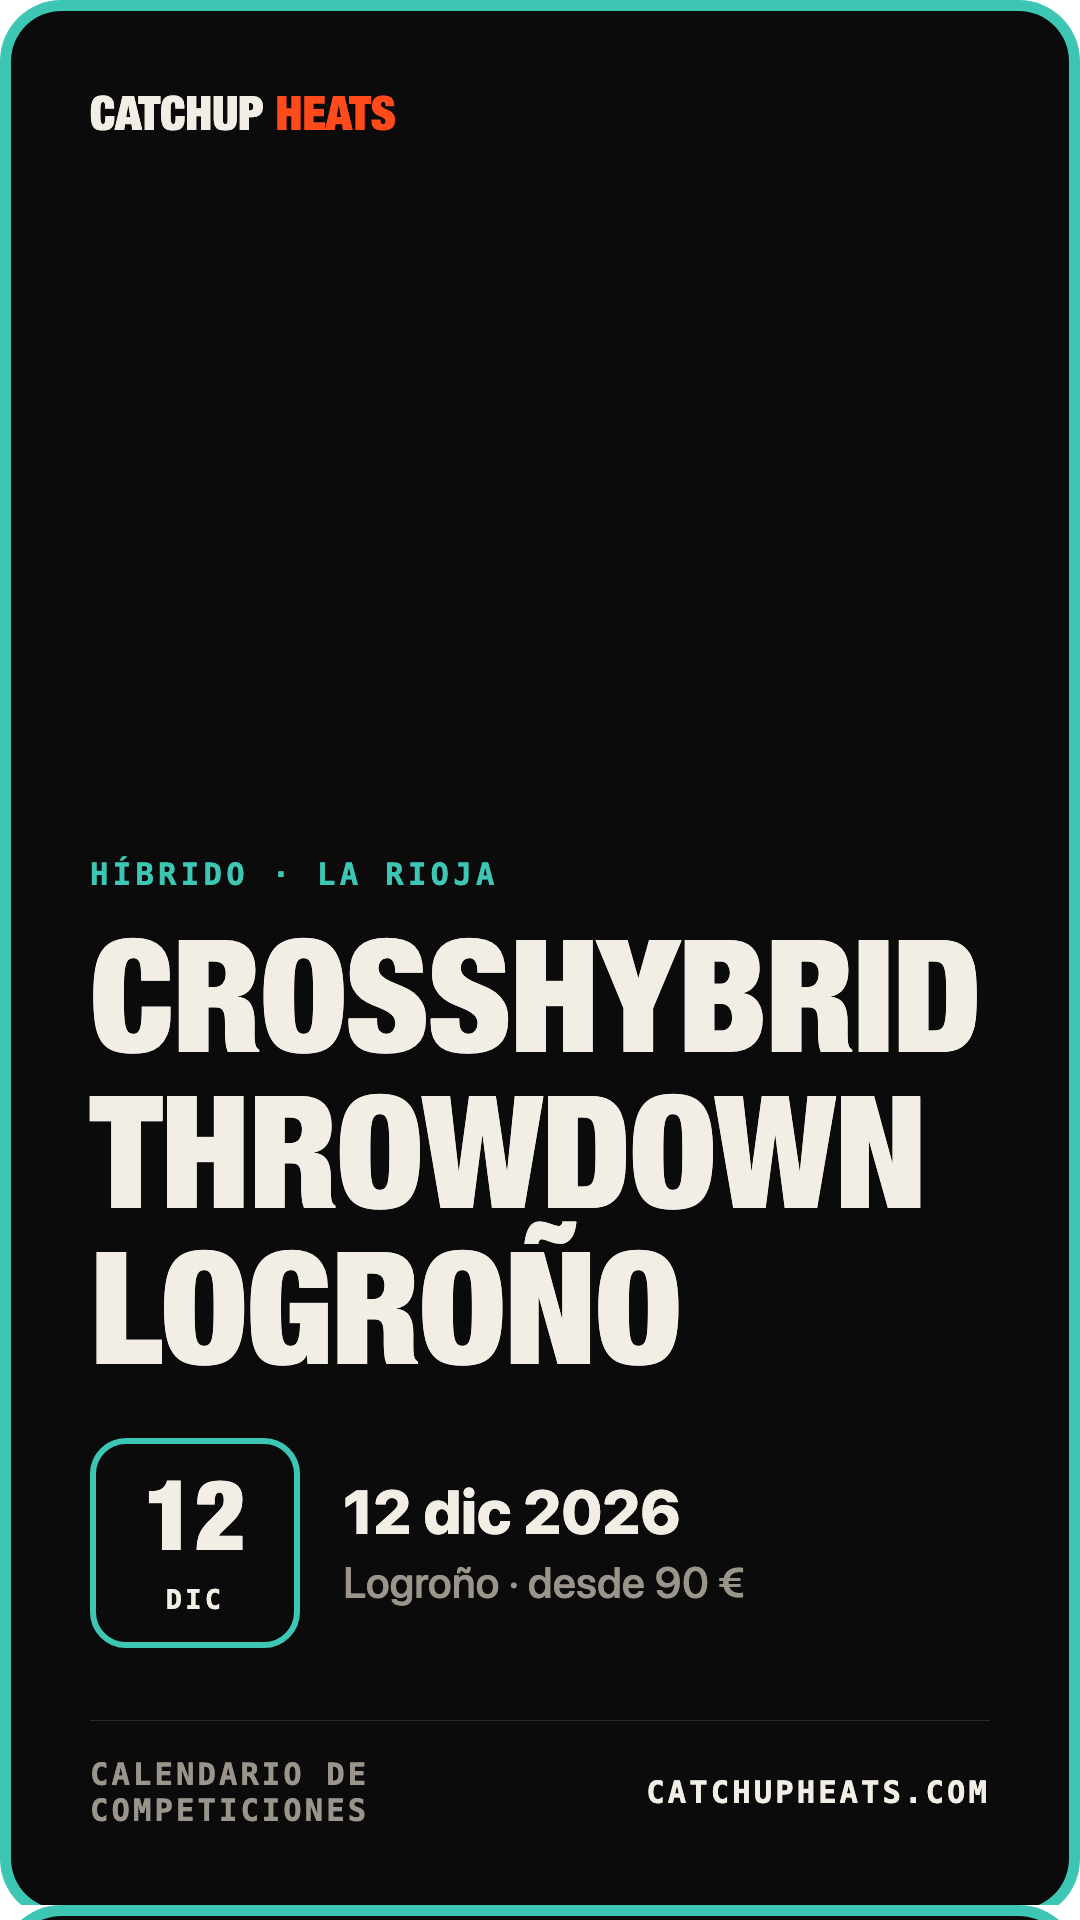 CATCHUP HEATS
HÍBRIDO · LA RIOJA
CROSSHYBRID
THROWDOWN
LOGROÑO
12
DIC
12 dic 2026
Logroño · desde 90 €
CALENDARIO DE
COMPETICIONES
CATCHUPHEATS.COM